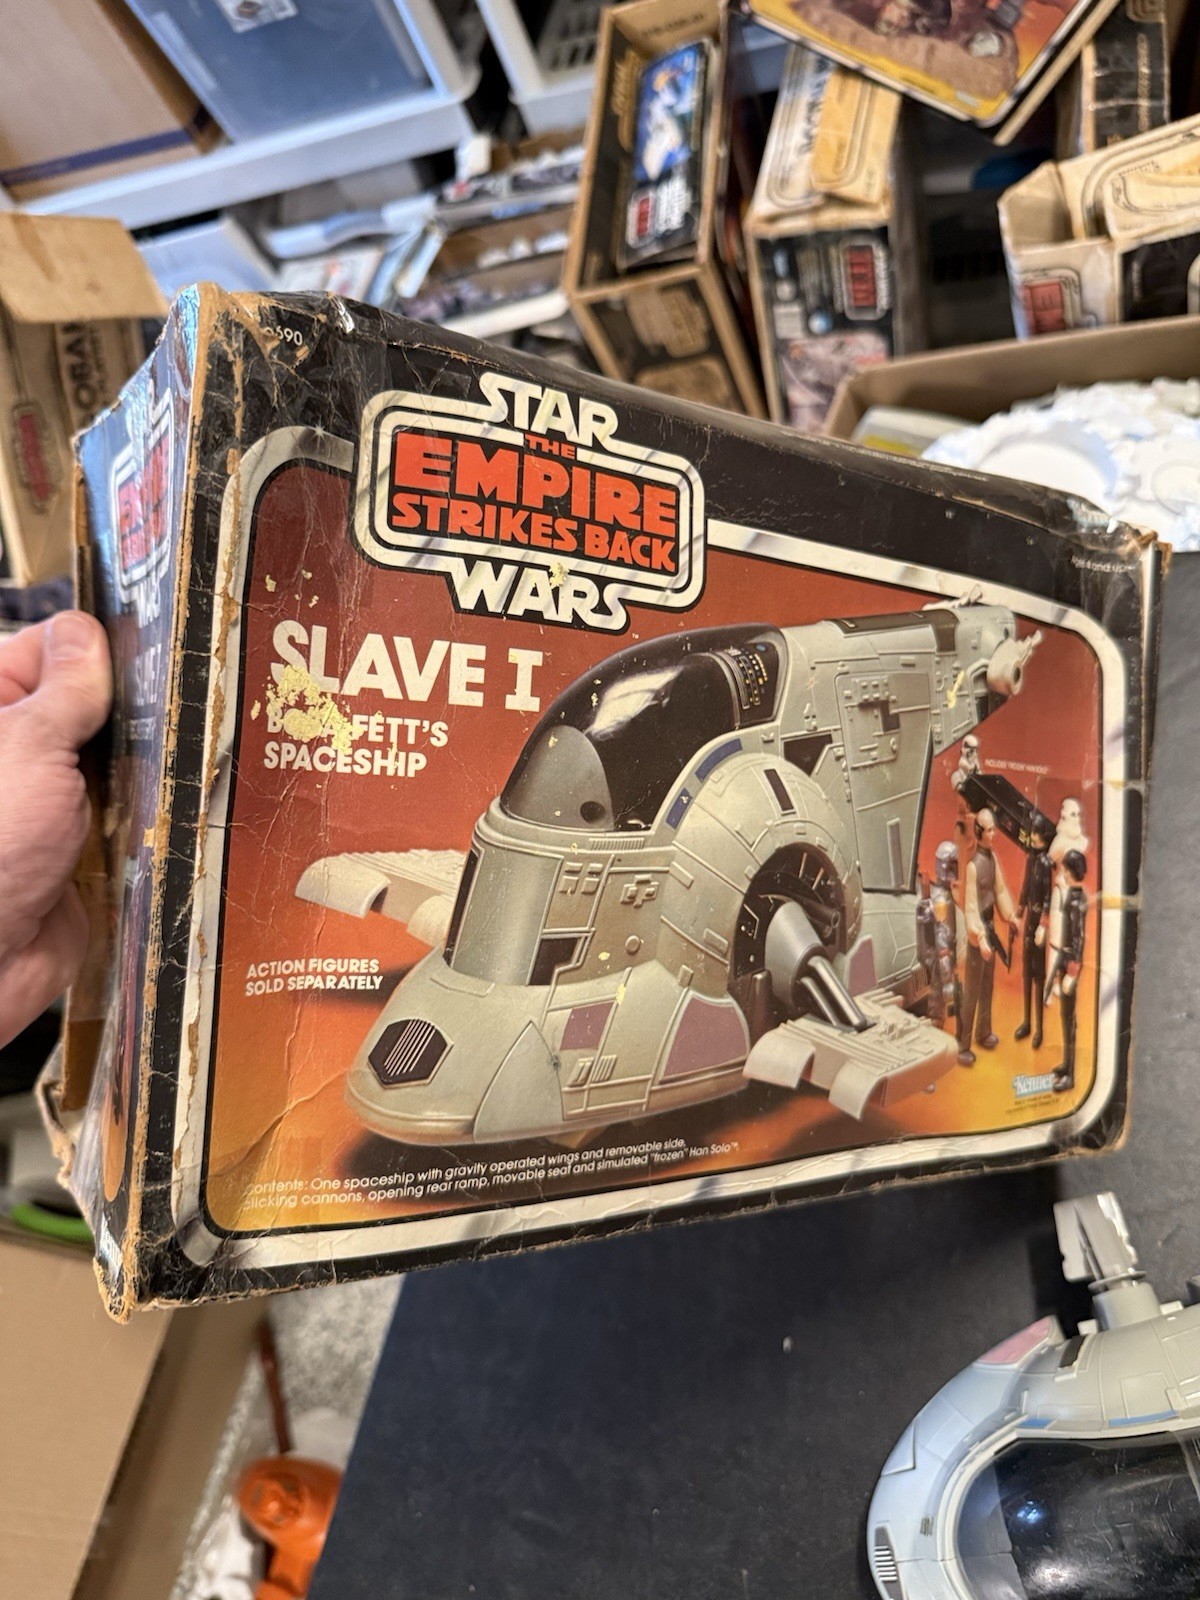 STAR
THE
EMPIRE
STRIKES BACK
WARS
™
SLAVE I
FETT'S
SPACESHIP
ACTION FIGURES
SOLD SEPARATELY
Kenner
Contents: One spaceship with gravity operated wings and removable side,
clicking cannons, opening rear ramp, movable seat and simulated "frozen" Han Solo™.